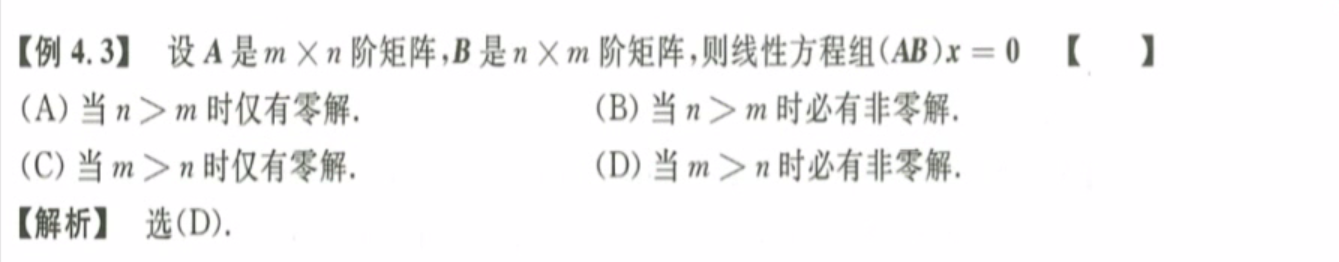 【例 4.3】 设 A 是 m × n 阶矩阵,B 是 n × m 阶矩阵,则线性方程组(AB)x = 0 【 】
(A) 当 n > m 时仅有零解. (B) 当 n > m 时必有非零解.
(C) 当 m > n 时仅有零解. (D) 当 m > n 时必有非零解.
【解析】 选(D).